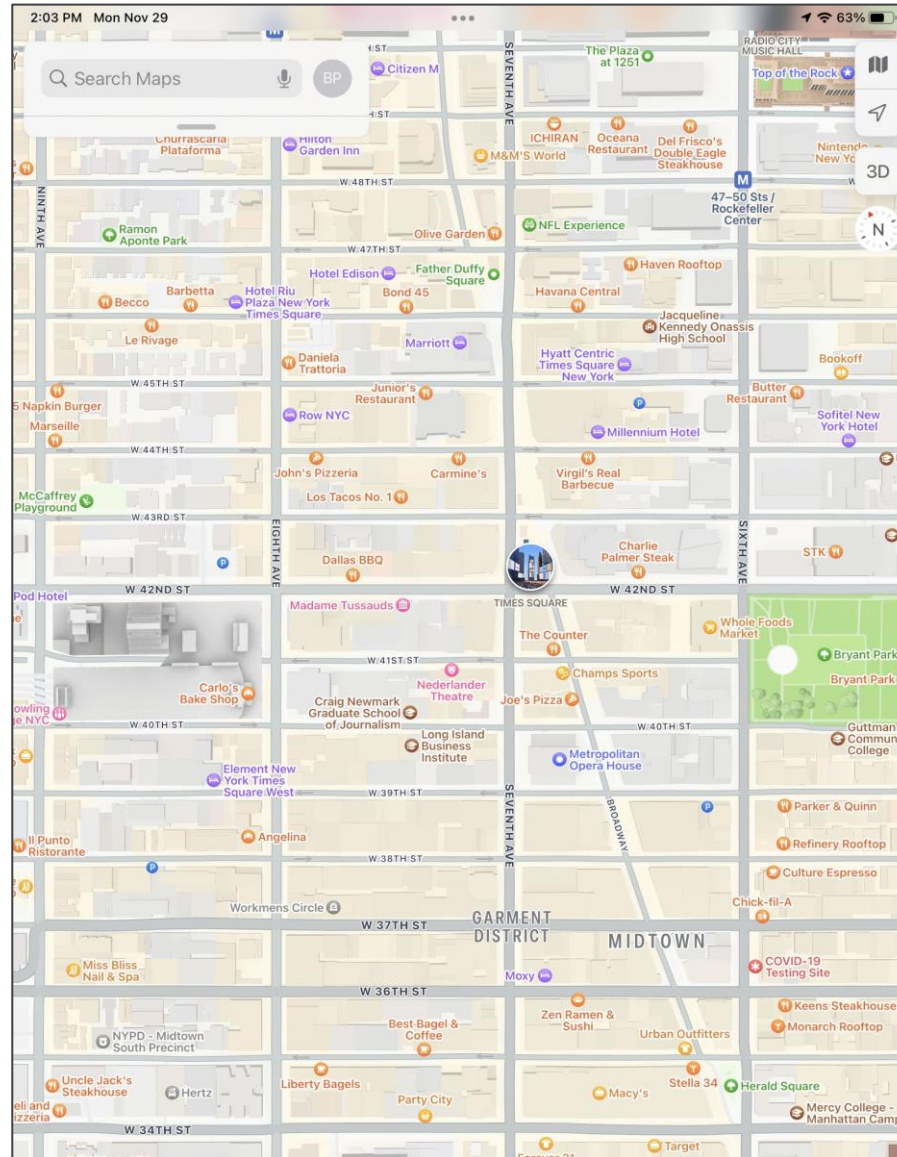 2:03 PM Mon Nov 29
63%
Search Maps
BP
3D
N
RADIO CITY
MUSIC HALL
The Plaza
at 1251
Citizen M
Top of the Rock
SEVENTH AVE
Churrascaria
Plataforma
Hilton
Garden Inn
M&M'S World
ICHIRAN
Oceana
Restaurant
Del Frisco's
Double Eagle
Steakhouse
W 48TH ST
M
47–50 Sts /
Rockefeller
Center
NINTH AVE
Ramon
Aponte Park
Olive Garden
NFL Experience
W 47TH ST
Hotel Edison
Father Duffy
Square
Haven Rooftop
Becco
Barbetta
Hotel Riu
Plaza New York
Times Square
Bond 45
Havana Central
Jacqueline
Kennedy Onassis
High School
Le Rivage
Daniela
Trattoria
Marriott
Hyatt Centric
Times Square
New York
Bookoff
W 45TH ST
5 Napkin Burger
Junior's
Restaurant
Butter
Restaurant
Marseille
Row NYC
P
Millennium Hotel
Sofitel New
York Hotel
W 44TH ST
John's Pizzeria
Carmine's
Virgil's Real
Barbecue
McCaffrey
Playground
Los Tacos No. 1
W 43RD ST
EIGHTH AVE
SIXTH AVE
P
Dallas BBQ
Charlie
Palmer Steak
STK
W 42ND ST
W 42ND ST
Pod Hotel
Madame Tussauds
TIMES SQUARE
The Counter
Whole Foods
Market
W 41ST ST
Bryant Park
Bryant Park
Carlo's
Bake Shop
Nederlander
Theatre
Champs Sports
Craig Newmark
Graduate School
of Journalism
Joe's Pizza
W 40TH ST
W 40TH ST
Long Island
Business
Institute
Metropolitan
Opera House
Guttman
Commun
College
Element New
York Times
Square West
W 39TH ST
SEVENTH AVE
BROADWAY
P
Parker & Quinn
Il Punto
Ristorante
Angelina
Refinery Rooftop
W 38TH ST
P
Culture Espresso
Workmens Circle
Chick-fil-A
W 37TH ST
GARMENT
DISTRICT
MIDTOWN
Miss Bliss
Nail & Spa
Moxy
COVID-19
Testing Site
W 36TH ST
Zen Ramen &
Sushi
Keens Steakhouse
NYPD - Midtown
South Precinct
Best Bagel &
Coffee
Urban Outfitters
Monarch Rooftop
Uncle Jack's
Steakhouse
Hertz
Liberty Bagels
Stella 34
Herald Square
Party City
Macy's
Mercy College -
Manhattan Camp
W 34TH ST
Target